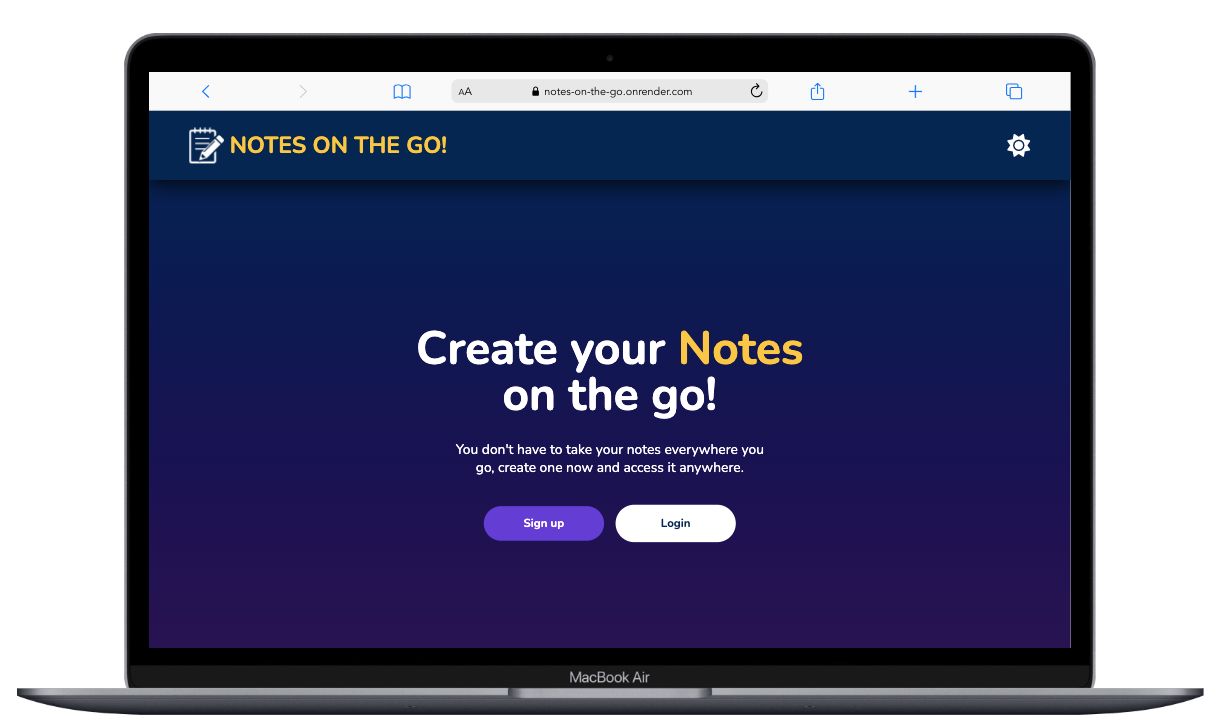 AA notes-on-the-go.onrender.com
NOTES ON THE GO!
Create your Notes
on the go!
You don't have to take your notes everywhere you
go, create one now and access it anywhere.
Sign up Login
MacBook Air